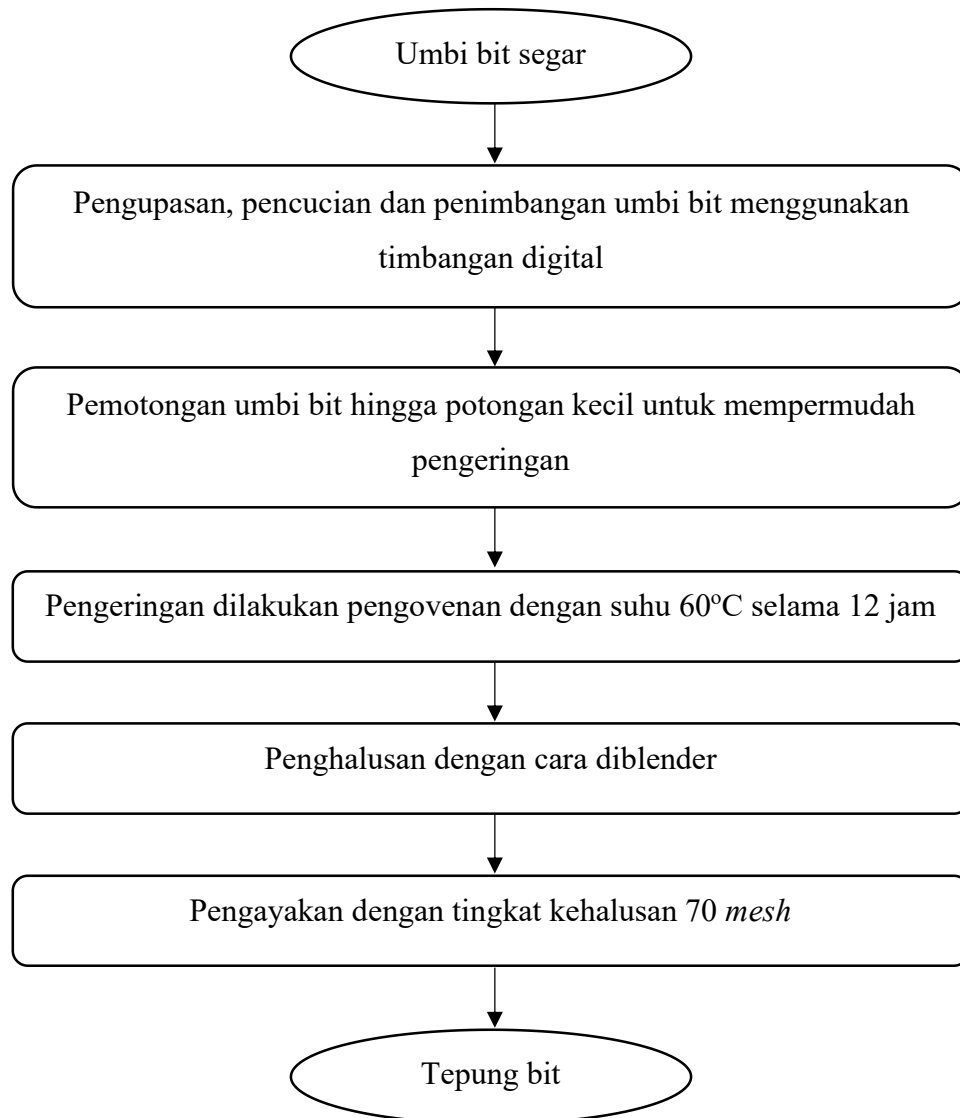 Umbi bit segar
Pengupasan, pencucian dan penimbangan umbi bit menggunakan
timbangan digital
Pemotongan umbi bit hingga potongan kecil untuk mempermudah
pengeringan
Pengeringan dilakukan pengovenan dengan suhu 60ºC selama 12 jam
Penghalusan dengan cara diblender
Pengayakan dengan tingkat kehalusan 70 mesh
Tepung bit